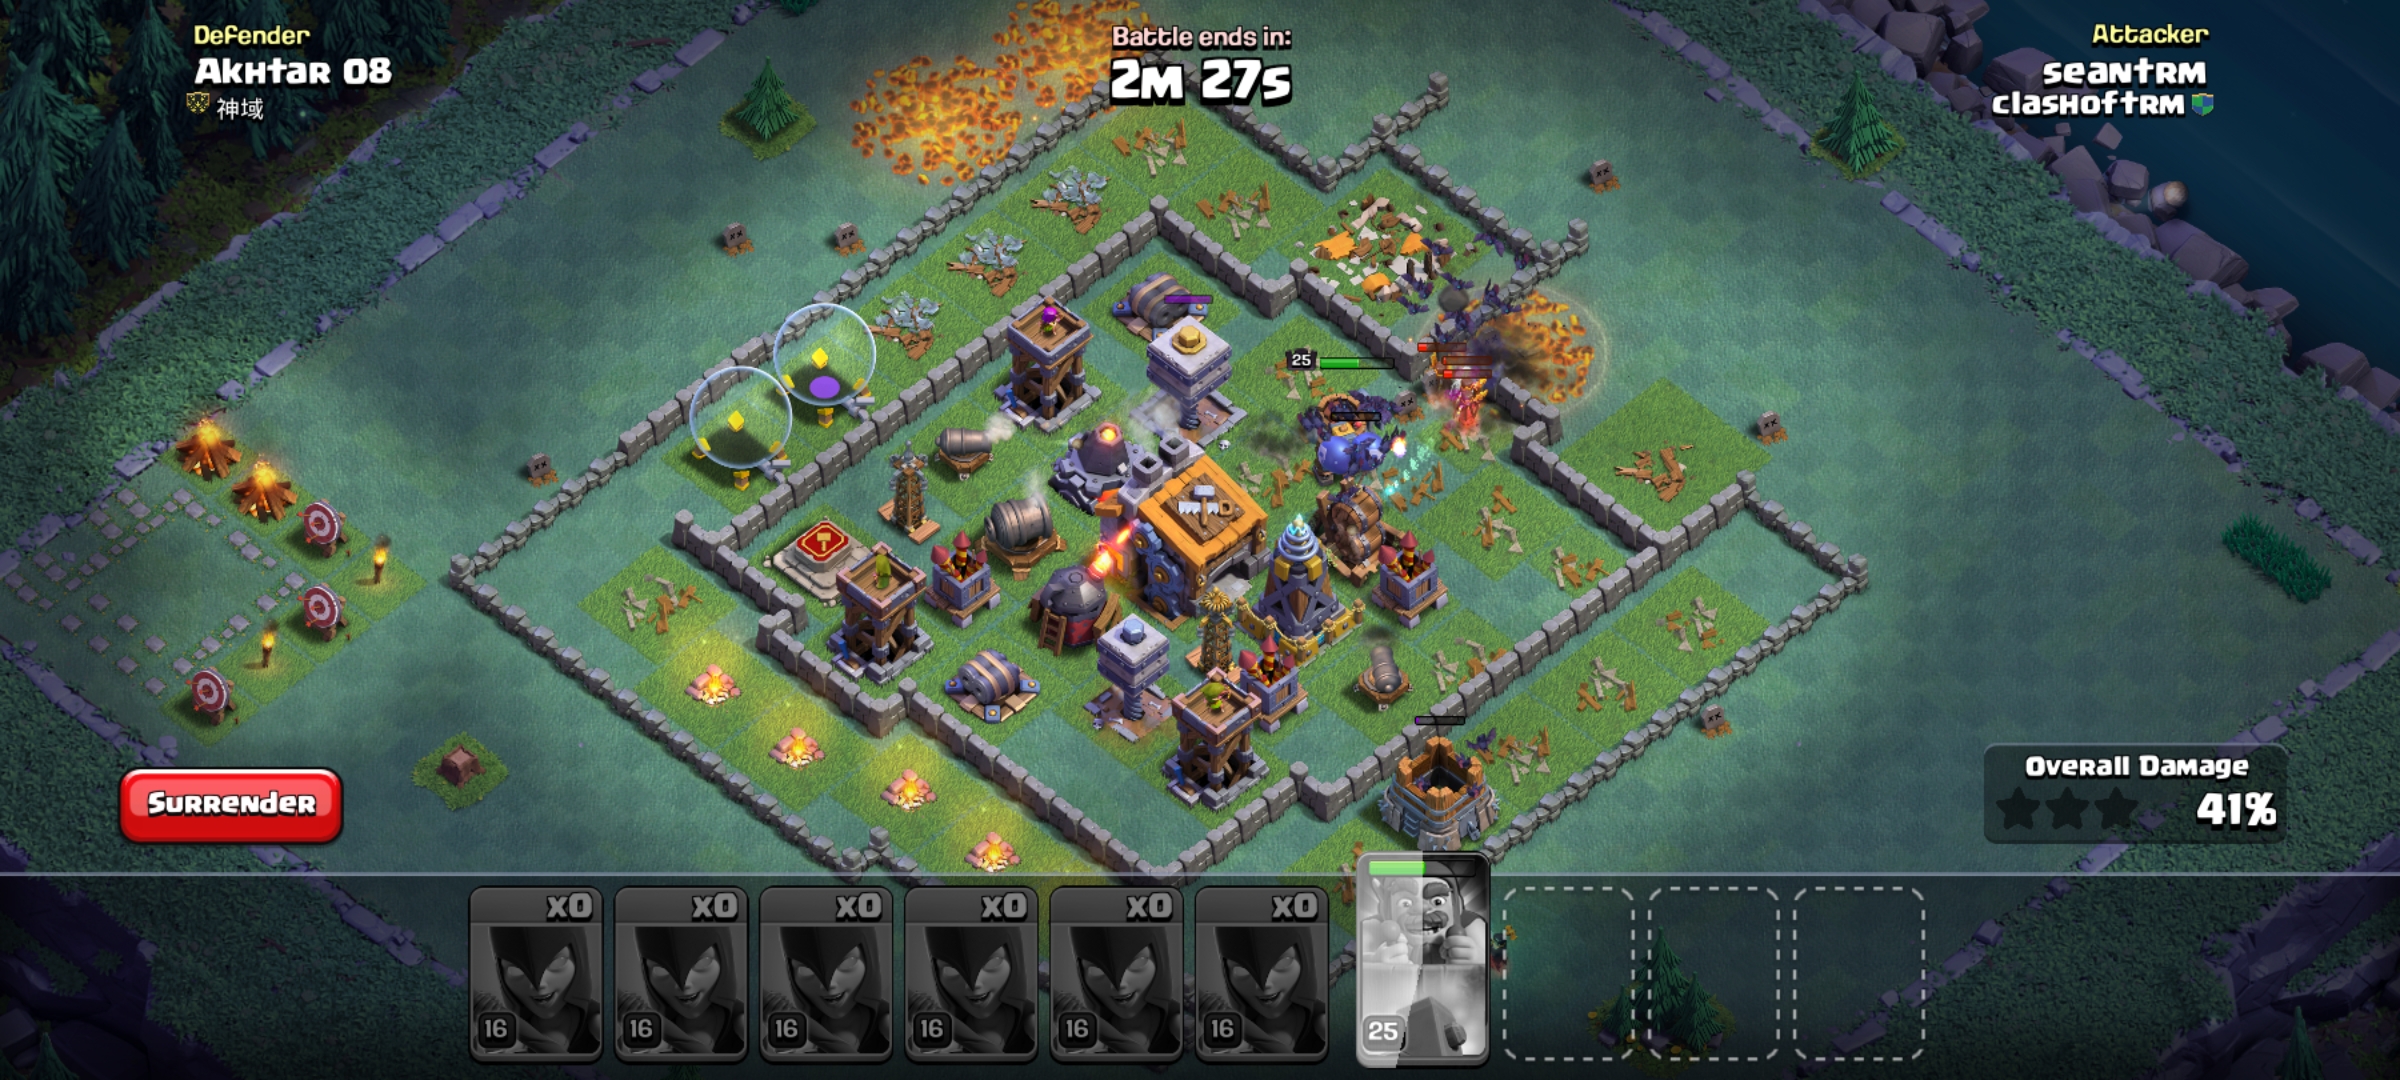 Defender
Akhtar 08
神域
Battle ends in:
2M 27s
Attacker
seantrm
clashoftrm
25
Surrender
Overall Damage
41%
x0
x0
x0
x0
x0
x0
16
16
16
16
16
16
25